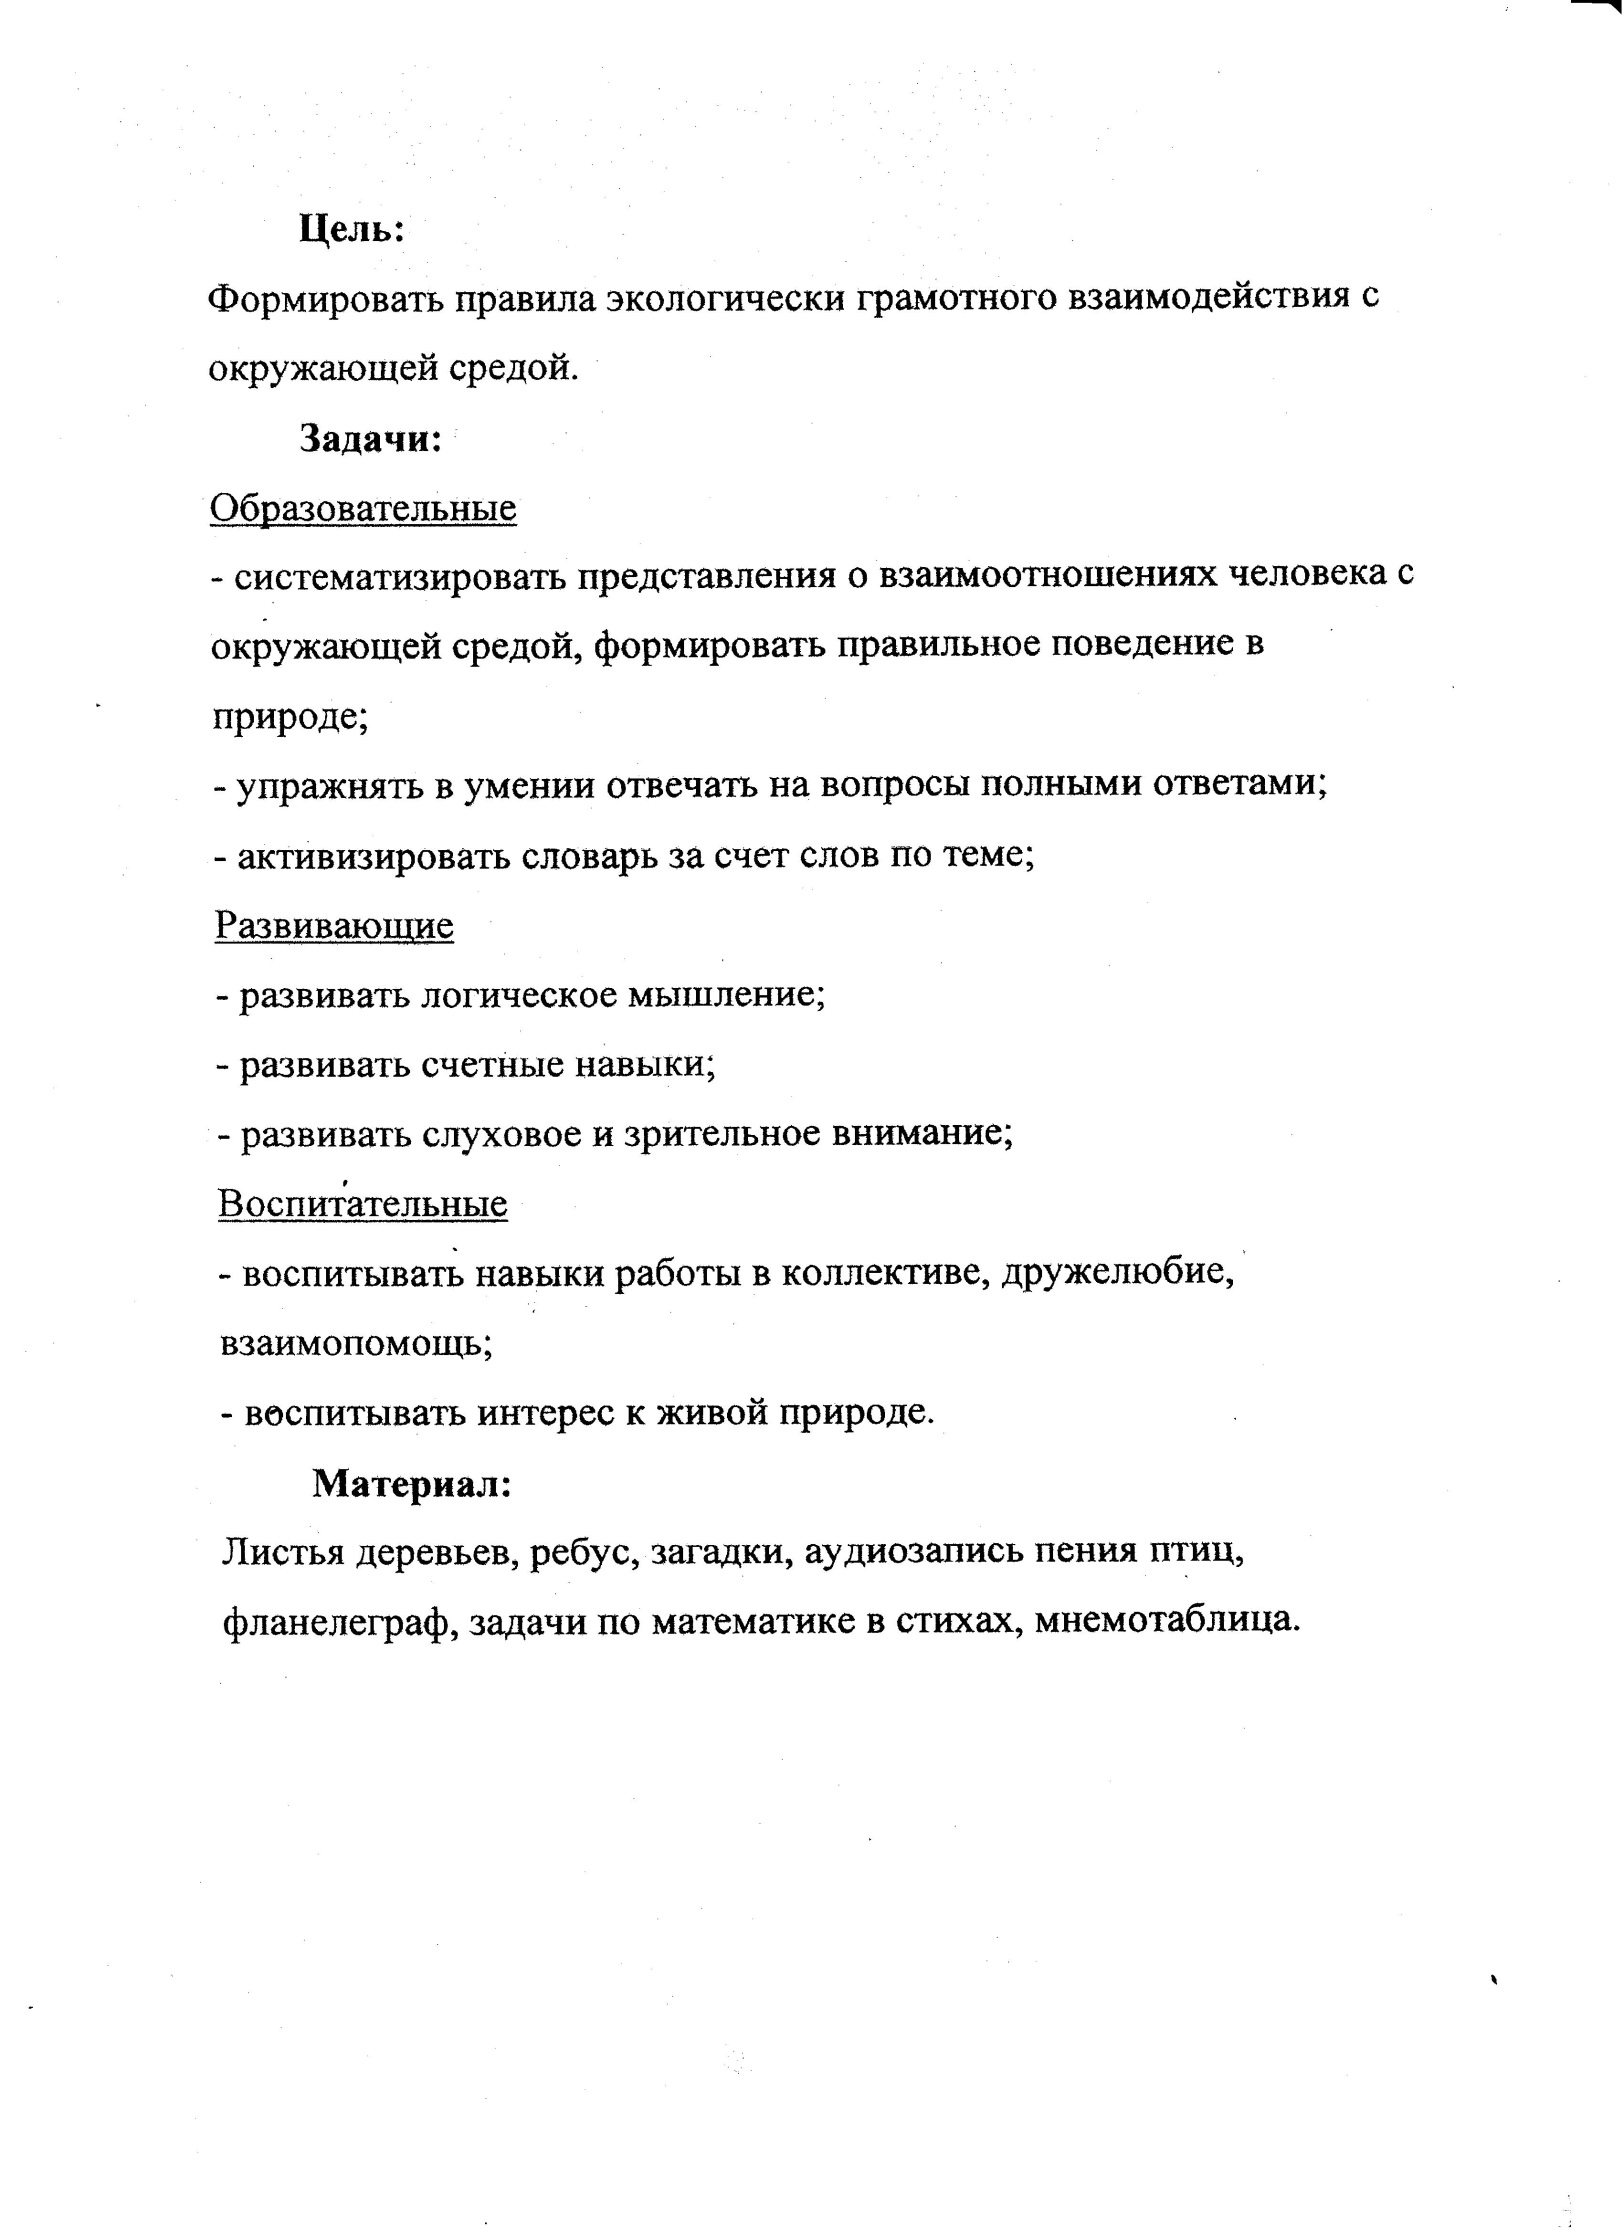 Цель:
Формировать правила экологически грамотного взаимодействия с
окружающей средой.
Задачи:
Образовательные
- систематизировать представления о взаимоотношениях человека с
окружающей средой, формировать правильное поведение в
природе;
- упражнять в умении отвечать на вопросы полными ответами;
- активизировать словарь за счет слов по теме;
Развивающие
- развивать логическое мышление;
- развивать счетные навыки;
- развивать слуховое и зрительное внимание;
Воспитательные
- воспитывать навыки работы в коллективе, дружелюбие,
взаимопомощь;
- воспитывать интерес к живой природе.
Материал:
Листья деревьев, ребус, загадки, аудиозапись пения птиц,
фланелеграф, задачи по математике в стихах, мнемотаблица.